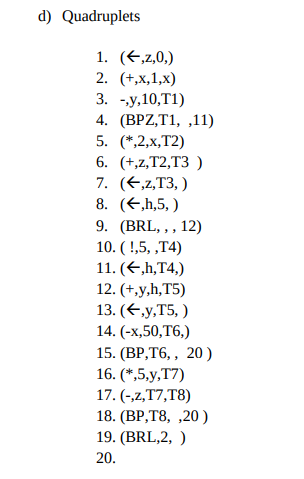 d) Quadruplets
1. (←,z,0,)
2. (+,x,1,x)
3. -,y,10,T1)
4. (BPZ,T1, ,11)
5. (*,2,x,T2)
6. (+,z,T2,T3 )
7. (←,z,T3, )
8. (←,h,5, )
9. (BRL, , , 12)
10. ( !,5, ,T4)
11. (←,h,T4,)
12. (+,y,h,T5)
13. (←,y,T5, )
14. (-x,50,T6,)
15. (BP,T6, , 20 )
16. (*,5,y,T7)
17. (-,z,T7,T8)
18. (BP,T8, ,20 )
19. (BRL,2, )
20.